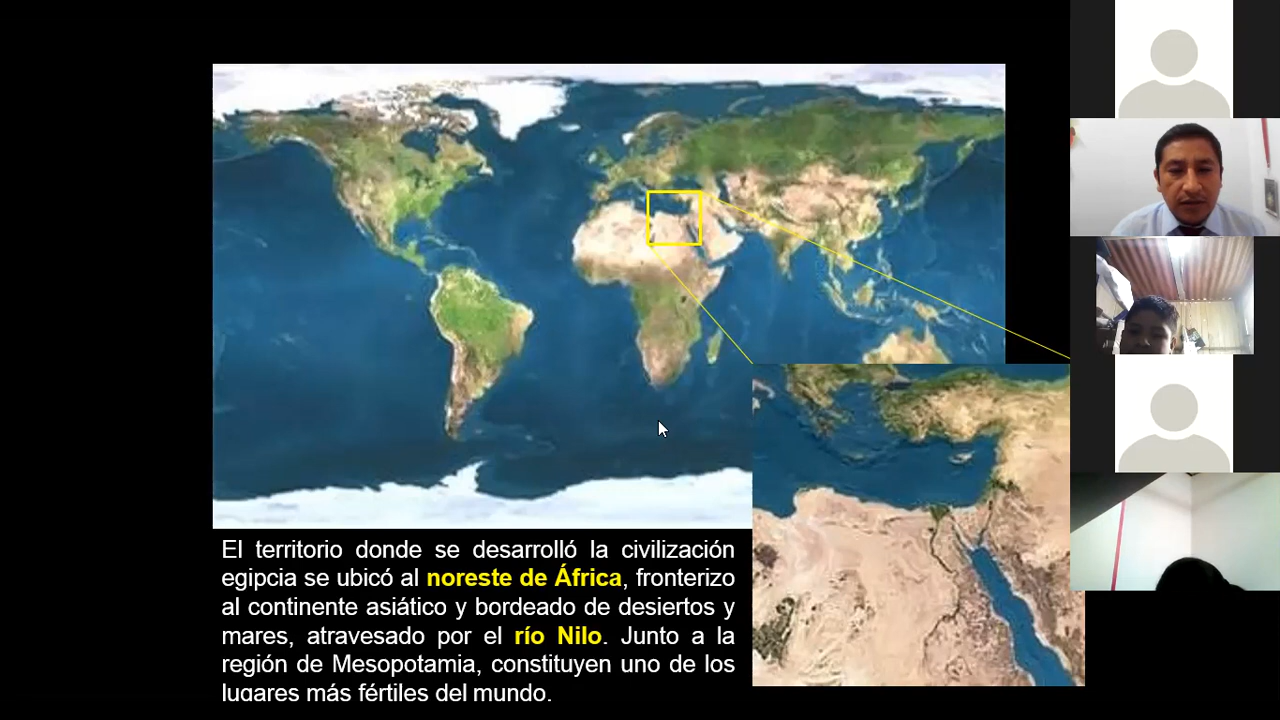 El territorio donde se desarrolló la civilización
egipcia se ubicó al noreste de África, fronterizo
al continente asiático y bordeado de desiertos y
mares, atravesado por el río Nilo. Junto a la
región de Mesopotamia, constituyen uno de los
lugares más fértiles del mundo.